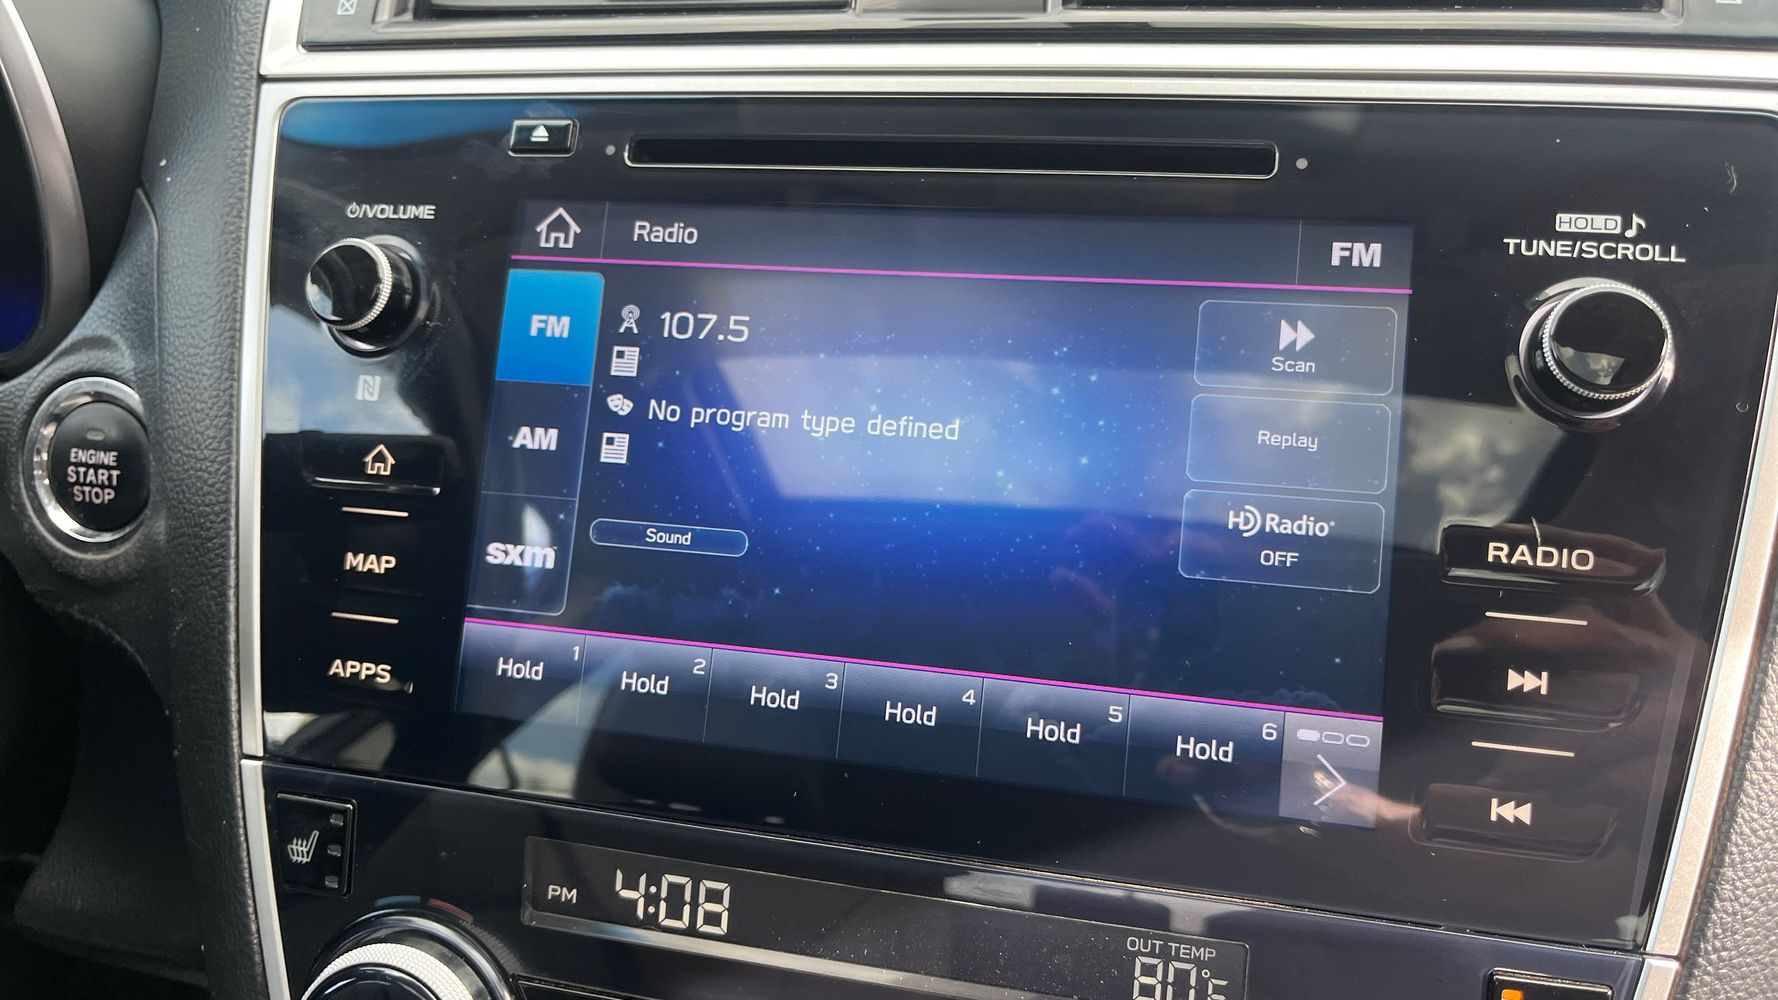 ⏻/VOLUME
HOLD ♪
TUNE/SCROLL
Radio
FM
FM
107.5
Scan
AM
No program type defined
Replay
sxm
Sound
HD Radio
OFF
ENGINE
START
STOP
MAP
APPS
RADIO
1
Hold
2
Hold
3
Hold
4
Hold
5
Hold
6
Hold
PM 4:08
OUT TEMP
80°F